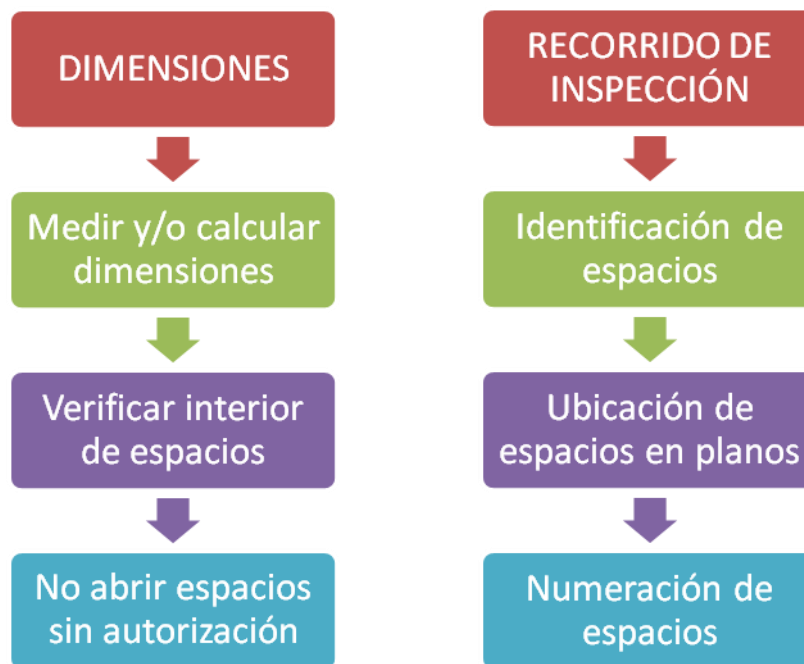 DIMENSIONES
Medir y/o calcular
dimensiones
Verificar interior
de espacios
No abrir espacios
sin autorización
RECORRIDO DE
INSPECCIÓN
Identificación de
espacios
Ubicación de
espacios en planos
Numeración de
espacios